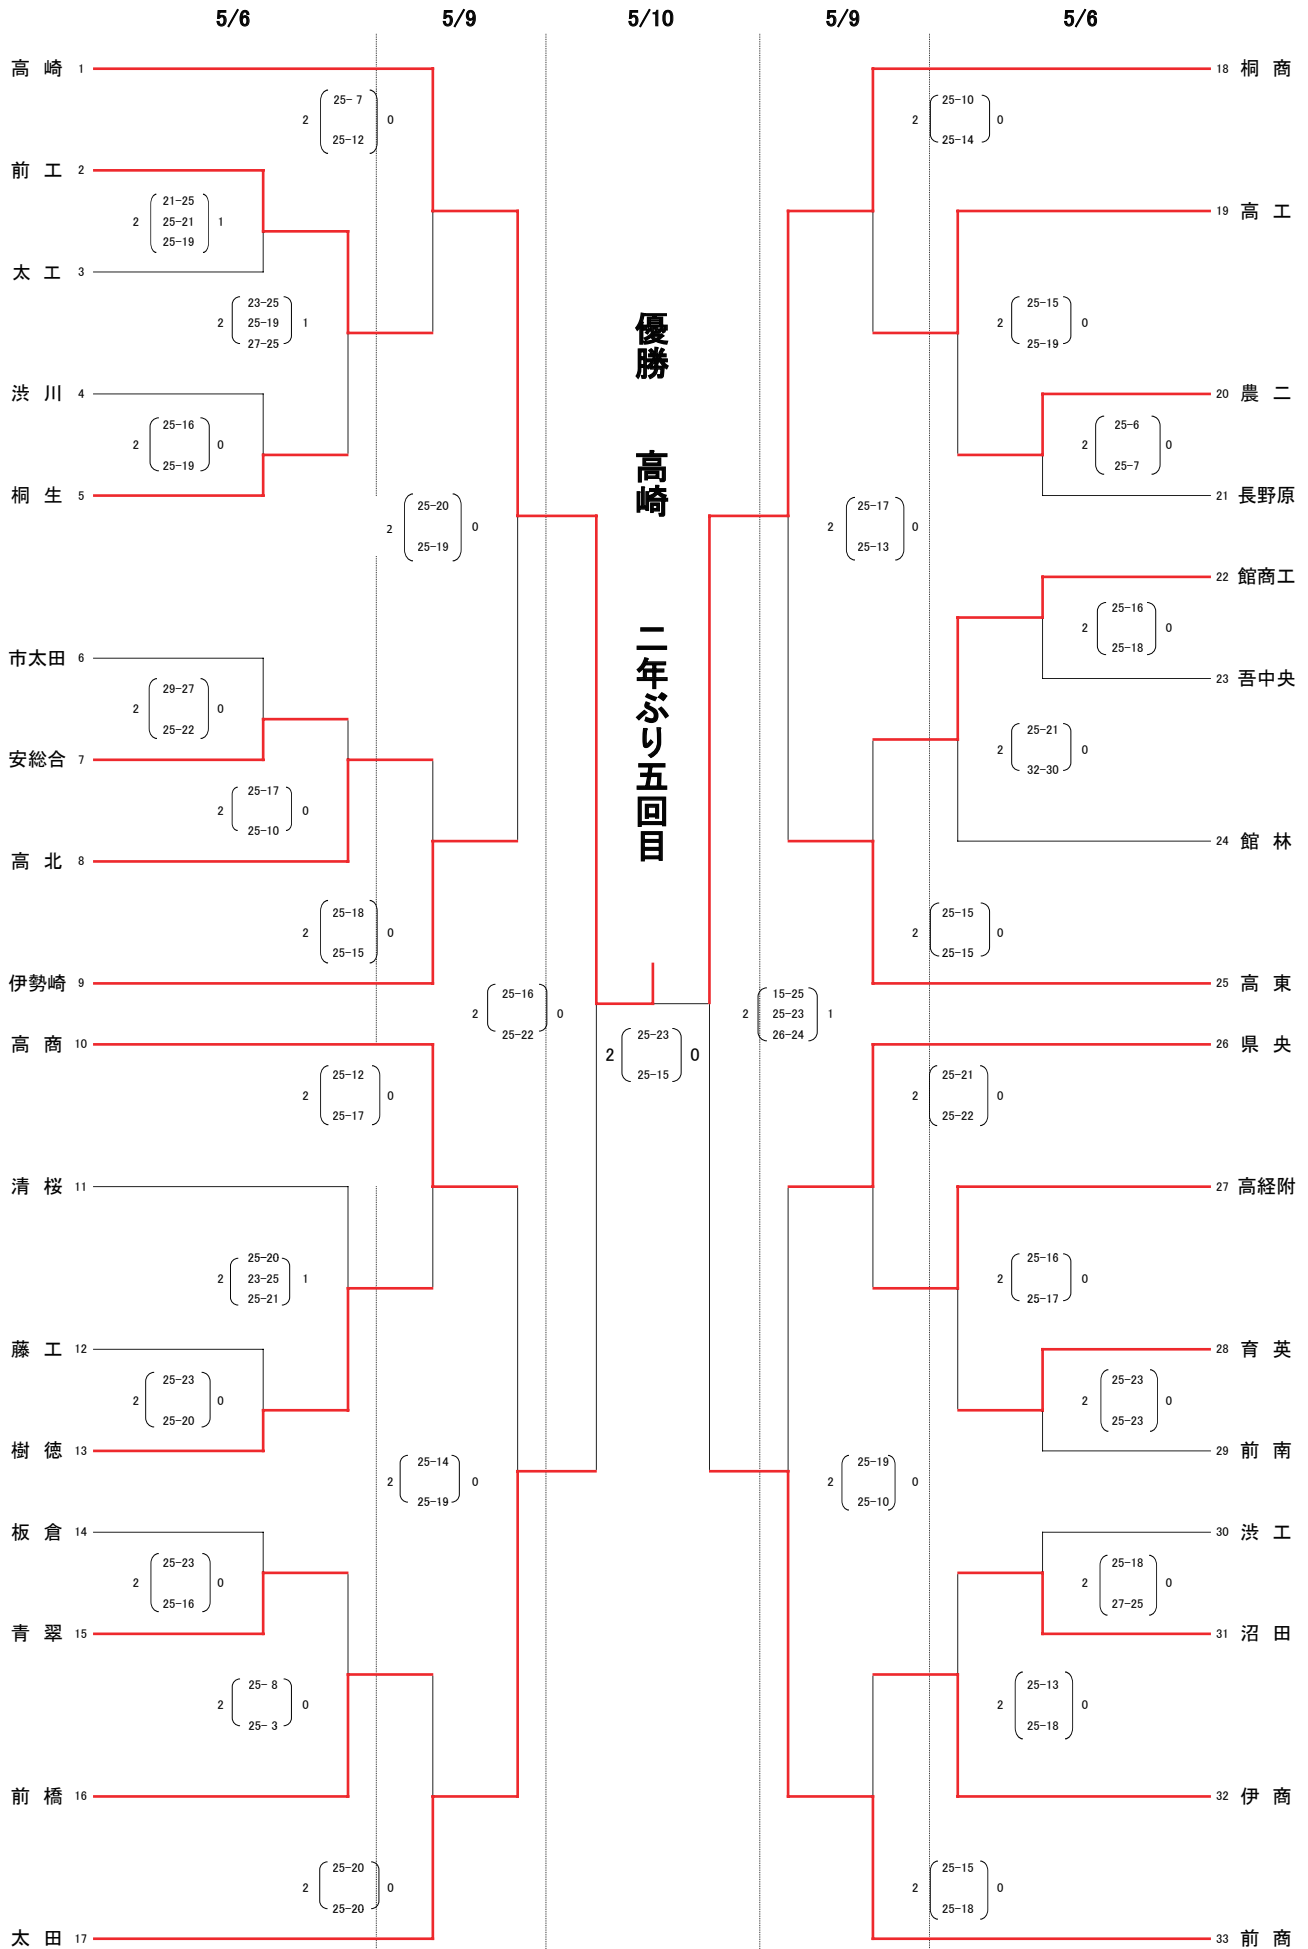 5/6 5/9 5/10 5/9 5/6
高崎 1
25- 7
2 0
25-12
前工 2
21-25
2 25-21 1
25-19
太工 3
23-25
2 25-19 1
27-25
渋川 4
25-16
2 0
25-19
桐生 5
25-20
2 0
25-19
市太田 6
29-27
2 0
25-22
安総合 7
25-17
2 0
25-10
高北 8
25-18
2 0
25-15
伊勢崎 9
25-16
2 0
25-22
高商 10
25-12
2 0
25-17
清桜 11
25-20
2 23-25 1
25-21
藤工 12
25-23
2 0
25-20
樹徳 13
25-14
2 0
25-19
板倉 14
25-23
2 0
25-16
青翠 15
25- 8
2 0
25- 3
前橋 16
25-20
2 0
25-20
太田 17
優勝 高崎 二年ぶり五回目
25-23
2 0
25-15
18 桐商
25-10
2 0
25-14
19 高工
25-15
2 0
25-19
20 農二
25-6
2 0
25-7
21 長野原
25-17
2 0
25-13
22 館商工
25-16
2 0
25-18
23 吾中央
25-21
2 0
32-30
24 館林
25-15
2 0
25-15
25 高東
15-25
2 25-23 1
26-24
26 県央
25-21
2 0
25-22
27 高経附
25-16
2 0
25-17
28 育英
25-23
2 0
25-23
29 前南
25-19
2 0
25-10
30 渋工
25-18
2 0
27-25
31 沼田
25-13
2 0
25-18
32 伊商
25-15
2 0
25-18
33 前商